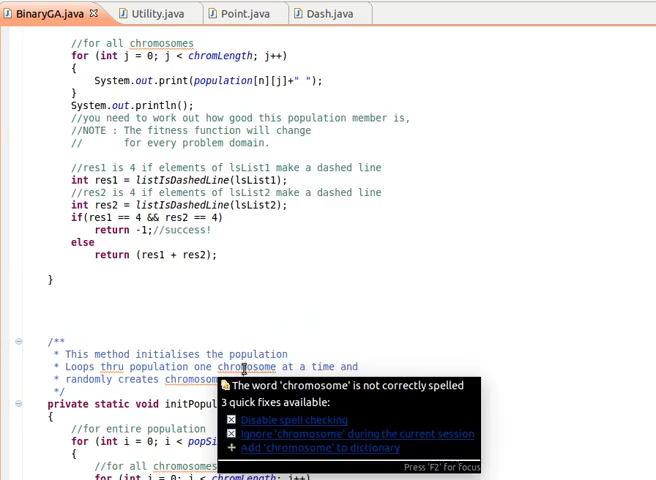 BinaryGA.java
Utility.java
Point.java
Dash.java
//for all chromosomes
for (int j = 0; j < chromLength; j++)
{
System.out.print(population[n][j]+" ");
}
System.out.println();
//you need to work out how good this population member is,
//NOTE : The fitness function will change
//       for every problem domain.
//res1 is 4 if elements of lsList1 make a dashed line
int res1 = listIsDashedLine(lsList1);
//res2 is 4 if elements of lsList2 make a dashed line
int res2 = listIsDashedLine(lsList2);
if(res1 == 4 && res2 == 4)
return -1;//success!
else
return (res1 + res2);
}
/**
* This method initialises the population
* Loops thru population one chromosome at a time and
* randomly creates chromosom
*/
private static void initPopul
{
//for entire population
for (int i = 0; i < popSi
{
//for all chromosomes
for (int j = 0; j < chromLength; j++)
The word 'chromosome' is not correctly spelled
3 quick fixes available:
Disable spell checking
Ignore 'chromosome' during the current session
Add 'chromosome' to dictionary
Press 'F2' for focus